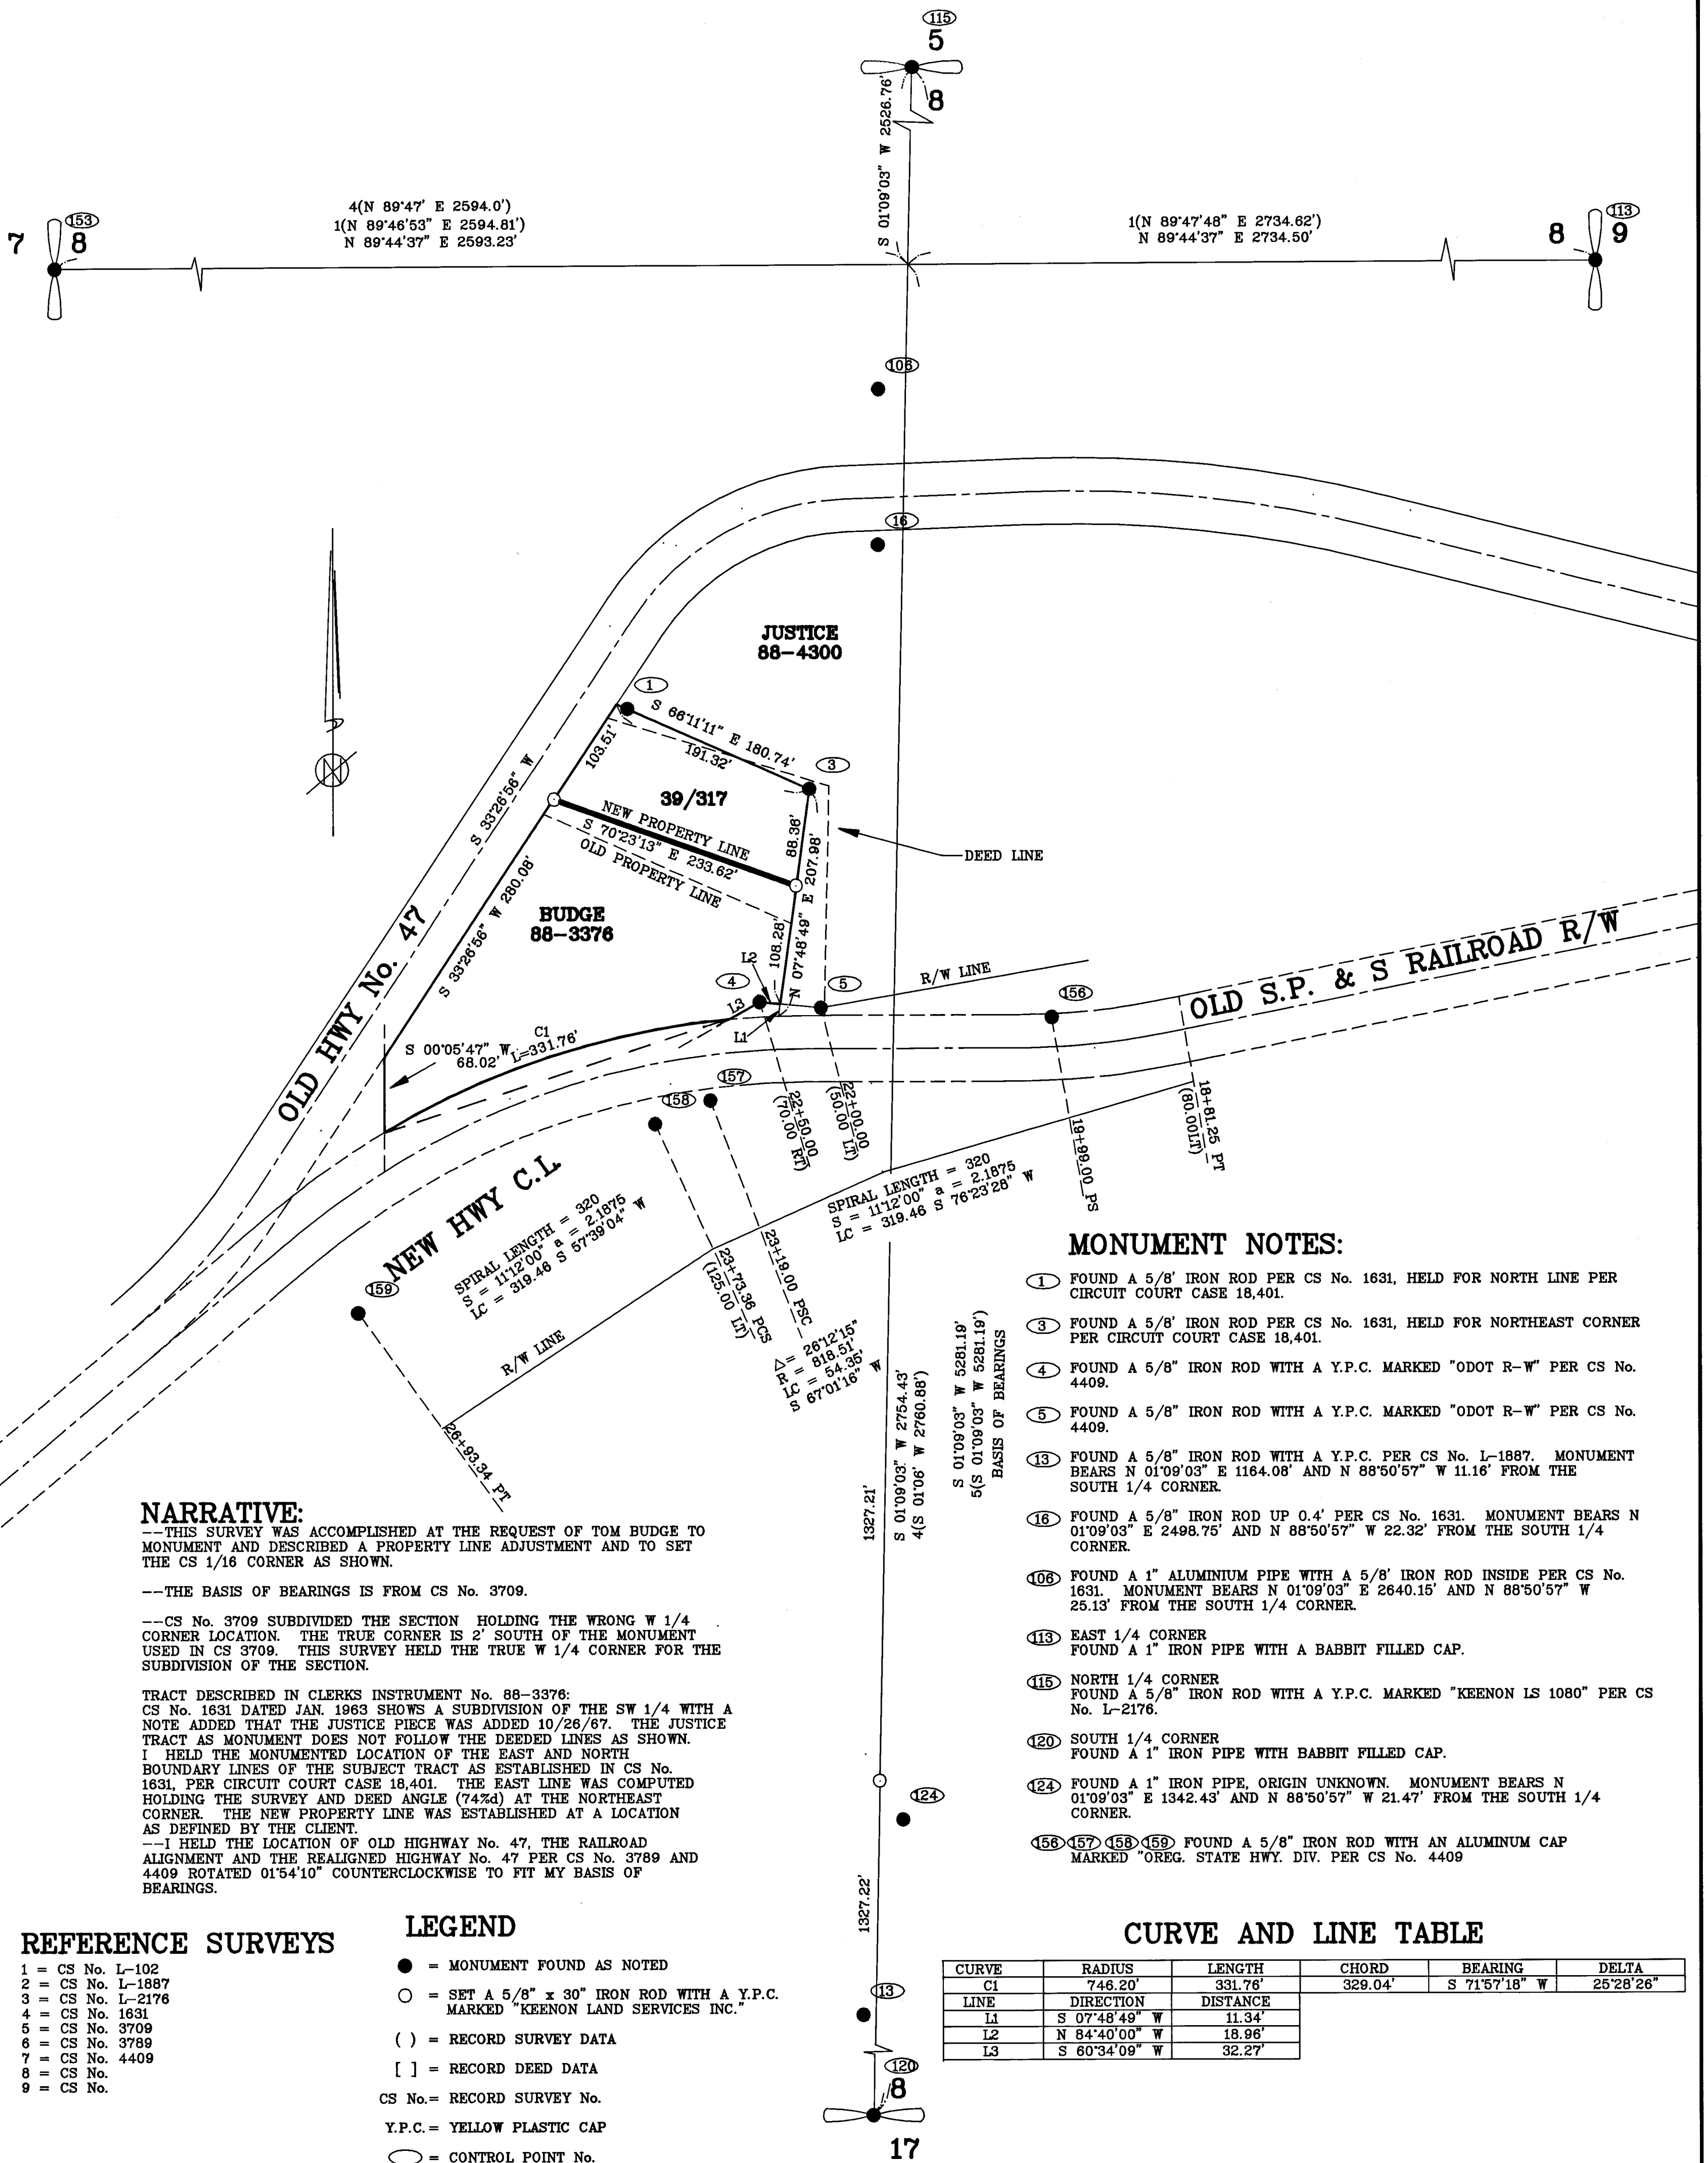 115
5
8
S 01°09'03" W 2526.76'
4(N 89°47' E 2594.0')
1(N 89°46'53" E 2594.81')
N 89°44'37" E 2593.23'
1(N 89°47'48" E 2734.62')
N 89°44'37" E 2734.50'
7
153
8
8
113
9
106
16
JUSTICE
88-4300
1
S 66°11'11" E 180.74'
191.32'
103.51'
3
39/317
NEW PROPERTY LINE
S 70°23'13" E 233.62'
OLD PROPERTY LINE
88.36'
N 07°48'49" E 207.98'
108.28'
DEED LINE
S 33°26'56" W
S 33°26'56" W 280.08'
BUDGE
88-3376
OLD HWY No. 47
L2
4
L3
L1
5
R/W LINE
156
OLD S.P. & S RAILROAD R/W
C1
L=331.76'
S 00°05'47" W
68.02'
157
158
22+50.00
(70.00 RT)
22+00.00
(50.00 LT)
19+99.00 PS
18+81.25 PT
(80.00LT)
NEW HWY C.L.
SPIRAL LENGTH = 320
S = 11°12'00" a = 2.1875
LC = 319.46 S 57°39'04" W
SPIRAL LENGTH = 320
S = 11°12'00" a = 2.1875
LC = 319.46 S 76°23'28" W
159
R/W LINE
23+73.36 PCS
(125.00 LT)
23+19.00 PSC
△= 26°12'15"
R = 818.51'
LC = 54.35'
S 67°01'16" W
26+93.34 PT
1327.21'
S 01°09'03" W 2754.43'
4(S 01°06' W 2760.88')
S 01°09'03" W 5281.19'
5(S 01°09'03" W 5281.19')
BASIS OF BEARINGS
124
1327.22'
13
120
8
17
MONUMENT NOTES:
1 FOUND A 5/8' IRON ROD PER CS No. 1631, HELD FOR NORTH LINE PER
CIRCUIT COURT CASE 18,401.
3 FOUND A 5/8' IRON ROD PER CS No. 1631, HELD FOR NORTHEAST CORNER
PER CIRCUIT COURT CASE 18,401.
4 FOUND A 5/8" IRON ROD WITH A Y.P.C. MARKED "ODOT R-W" PER CS No.
4409.
5 FOUND A 5/8" IRON ROD WITH A Y.P.C. MARKED "ODOT R-W" PER CS No.
4409.
13 FOUND A 5/8" IRON ROD WITH A Y.P.C. PER CS No. L-1887. MONUMENT
BEARS N 01°09'03" E 1164.08' AND N 88°50'57" W 11.16' FROM THE
SOUTH 1/4 CORNER.
16 FOUND A 5/8" IRON ROD UP 0.4' PER CS No. 1631. MONUMENT BEARS N
01°09'03" E 2498.75' AND N 88°50'57" W 22.32' FROM THE SOUTH 1/4
CORNER.
106 FOUND A 1" ALUMINIUM PIPE WITH A 5/8' IRON ROD INSIDE PER CS No.
1631. MONUMENT BEARS N 01°09'03" E 2640.15' AND N 88°50'57" W
25.13' FROM THE SOUTH 1/4 CORNER.
113 EAST 1/4 CORNER
FOUND A 1" IRON PIPE WITH A BABBIT FILLED CAP.
115 NORTH 1/4 CORNER
FOUND A 5/8" IRON ROD WITH A Y.P.C. MARKED "KEENON LS 1080" PER CS
No. L-2176.
120 SOUTH 1/4 CORNER
FOUND A 1" IRON PIPE WITH BABBIT FILLED CAP.
124 FOUND A 1" IRON PIPE, ORIGIN UNKNOWN. MONUMENT BEARS N
01°09'03" E 1342.43' AND N 88°50'57" W 21.47' FROM THE SOUTH 1/4
CORNER.
156 157 158 159 FOUND A 5/8" IRON ROD WITH AN ALUMINUM CAP
MARKED "OREG. STATE HWY. DIV. PER CS No. 4409
NARRATIVE:
--THIS SURVEY WAS ACCOMPLISHED AT THE REQUEST OF TOM BUDGE TO
MONUMENT AND DESCRIBED A PROPERTY LINE ADJUSTMENT AND TO SET
THE CS 1/16 CORNER AS SHOWN.
--THE BASIS OF BEARINGS IS FROM CS No. 3709.
--CS No. 3709 SUBDIVIDED THE SECTION HOLDING THE WRONG W 1/4
CORNER LOCATION. THE TRUE CORNER IS 2' SOUTH OF THE MONUMENT
USED IN CS 3709. THIS SURVEY HELD THE TRUE W 1/4 CORNER FOR THE
SUBDIVISION OF THE SECTION.
TRACT DESCRIBED IN CLERKS INSTRUMENT No. 88-3376:
CS No. 1631 DATED JAN. 1963 SHOWS A SUBDIVISION OF THE SW 1/4 WITH A
NOTE ADDED THAT THE JUSTICE PIECE WAS ADDED 10/26/67. THE JUSTICE
TRACT AS MONUMENT DOES NOT FOLLOW THE DEEDED LINES AS SHOWN.
I HELD THE MONUMENTED LOCATION OF THE EAST AND NORTH
BOUNDARY LINES OF THE SUBJECT TRACT AS ESTABLISHED IN CS No.
1631, PER CIRCUIT COURT CASE 18,401. THE EAST LINE WAS COMPUTED
HOLDING THE SURVEY AND DEED ANGLE (74%d) AT THE NORTHEAST
CORNER. THE NEW PROPERTY LINE WAS ESTABLISHED AT A LOCATION
AS DEFINED BY THE CLIENT.
--I HELD THE LOCATION OF OLD HIGHWAY No. 47, THE RAILROAD
ALIGNMENT AND THE REALIGNED HIGHWAY No. 47 PER CS No. 3789 AND
4409 ROTATED 01°54'10" COUNTERCLOCKWISE TO FIT MY BASIS OF
BEARINGS.
REFERENCE SURVEYS
1 = CS No. L-102
2 = CS No. L-1887
3 = CS No. L-2176
4 = CS No. 1631
5 = CS No. 3709
6 = CS No. 3789
7 = CS No. 4409
8 = CS No.
9 = CS No.
LEGEND
= MONUMENT FOUND AS NOTED
= SET A 5/8" x 30" IRON ROD WITH A Y.P.C.
MARKED "KEENON LAND SERVICES INC."
( ) = RECORD SURVEY DATA
[ ] = RECORD DEED DATA
CS No.= RECORD SURVEY No.
Y.P.C.= YELLOW PLASTIC CAP
= CONTROL POINT No.
CURVE AND LINE TABLE
CURVE RADIUS LENGTH CHORD BEARING DELTA
C1 746.20' 331.76' 329.04' S 71°57'18" W 25°28'26"
LINE DIRECTION DISTANCE
L1 S 07°48'49" W 11.34'
L2 N 84°40'00" W 18.96'
L3 S 60°34'09" W 32.27'